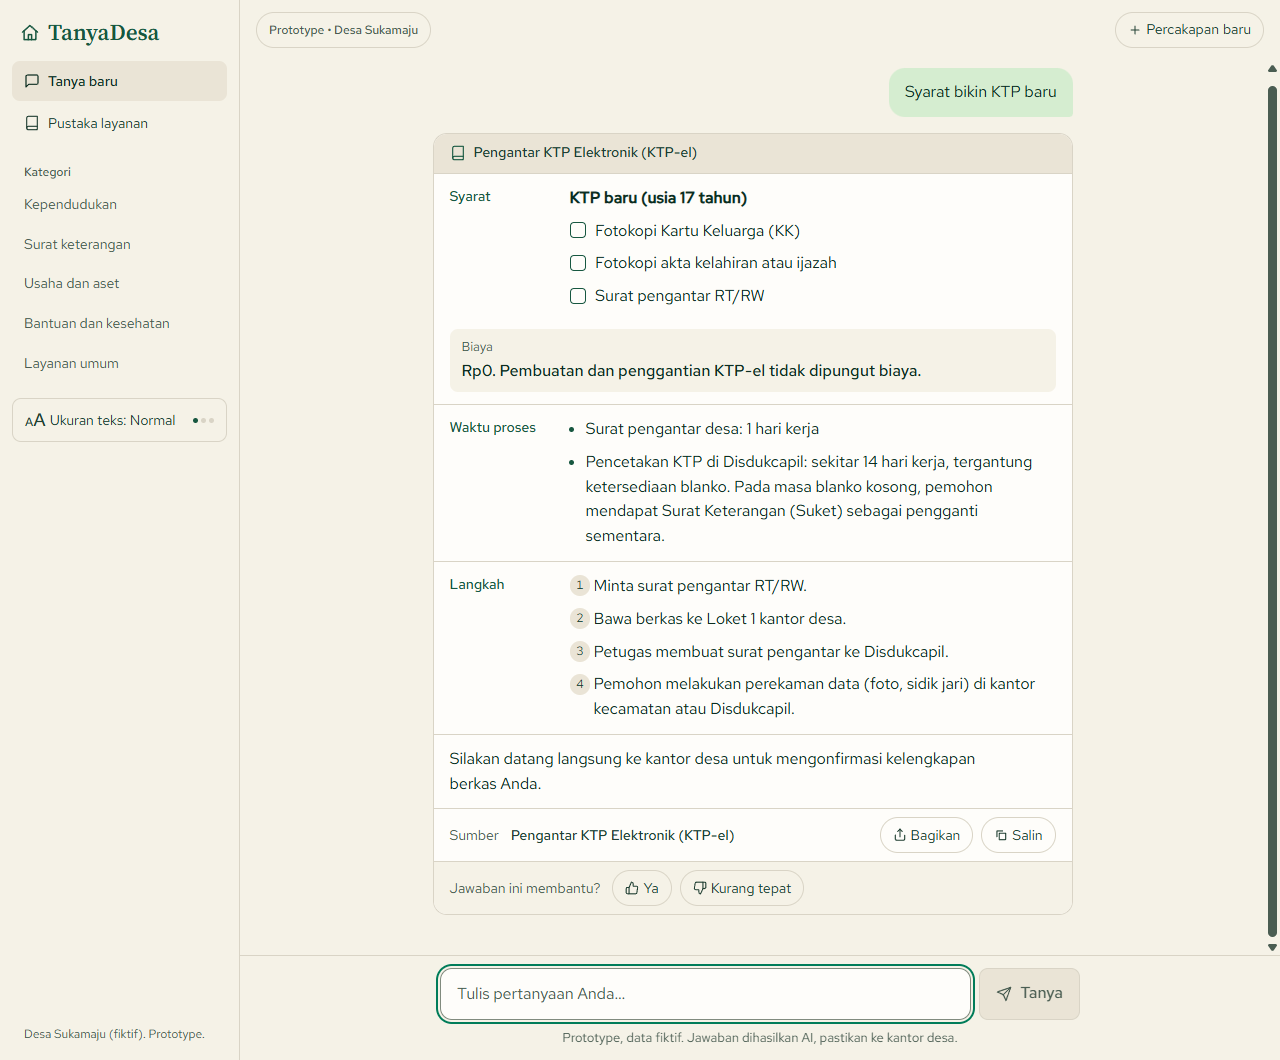 TanyaDesa
Tanya baru
Pustaka layanan
Kategori
Kependudukan
Surat keterangan
Usaha dan aset
Bantuan dan kesehatan
Layanan umum
AA Ukuran teks: Normal
Desa Sukamaju (fiktif). Prototype.
Prototype • Desa Sukamaju
+ Percakapan baru
Syarat bikin KTP baru
Pengantar KTP Elektronik (KTP-el)
Syarat
KTP baru (usia 17 tahun)
Fotokopi Kartu Keluarga (KK)
Fotokopi akta kelahiran atau ijazah
Surat pengantar RT/RW
Biaya
Rp0. Pembuatan dan penggantian KTP-el tidak dipungut biaya.
Waktu proses
• Surat pengantar desa: 1 hari kerja
• Pencetakan KTP di Disdukcapil: sekitar 14 hari kerja, tergantung
ketersediaan blanko. Pada masa blanko kosong, pemohon
mendapat Surat Keterangan (Suket) sebagai pengganti
sementara.
Langkah
1 Minta surat pengantar RT/RW.
2 Bawa berkas ke Loket 1 kantor desa.
3 Petugas membuat surat pengantar ke Disdukcapil.
4 Pemohon melakukan perekaman data (foto, sidik jari) di kantor
kecamatan atau Disdukcapil.
Silakan datang langsung ke kantor desa untuk mengonfirmasi kelengkapan
berkas Anda.
Sumber Pengantar KTP Elektronik (KTP-el)
Bagikan
Salin
Jawaban ini membantu?
Ya
Kurang tepat
Tulis pertanyaan Anda...
Tanya
Prototype, data fiktif. Jawaban dihasilkan AI, pastikan ke kantor desa.